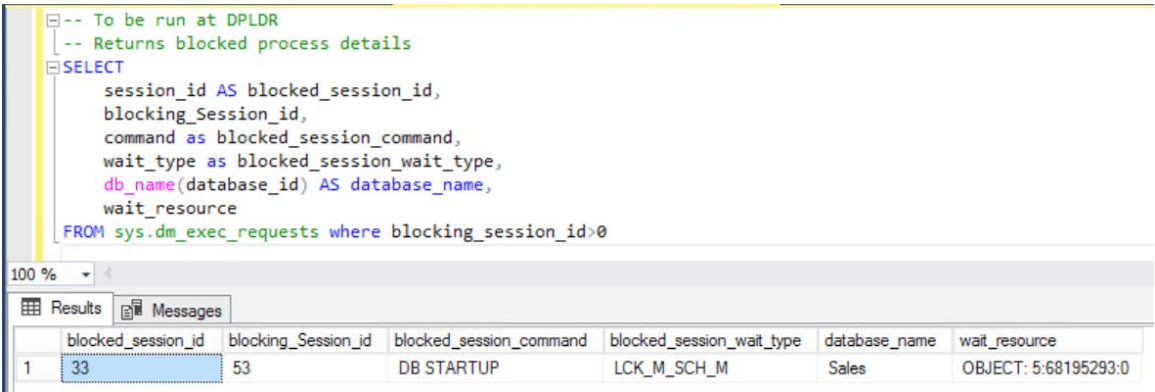 -- To be run at DPLDR
-- Returns blocked process details
SELECT
session_id AS blocked_session_id,
blocking_Session_id,
command as blocked_session_command,
wait_type as blocked_session_wait_type,
db_name(database_id) AS database_name,
wait_resource
FROM sys.dm_exec_requests where blocking_session_id>0
100 %
Results Messages
blocked_session_id blocking_Session_id blocked_session_command blocked_session_wait_type database_name wait_resource
1 33 53 DB STARTUP LCK_M_SCH_M Sales OBJECT: 5:68195293:0